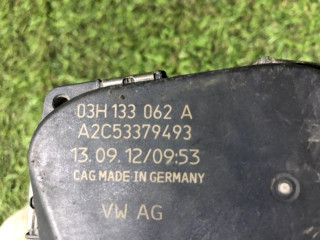 03H 133 062 A
A2C53379493
13.09.12/09:53
CAG MADE IN GERMANY
VW AG